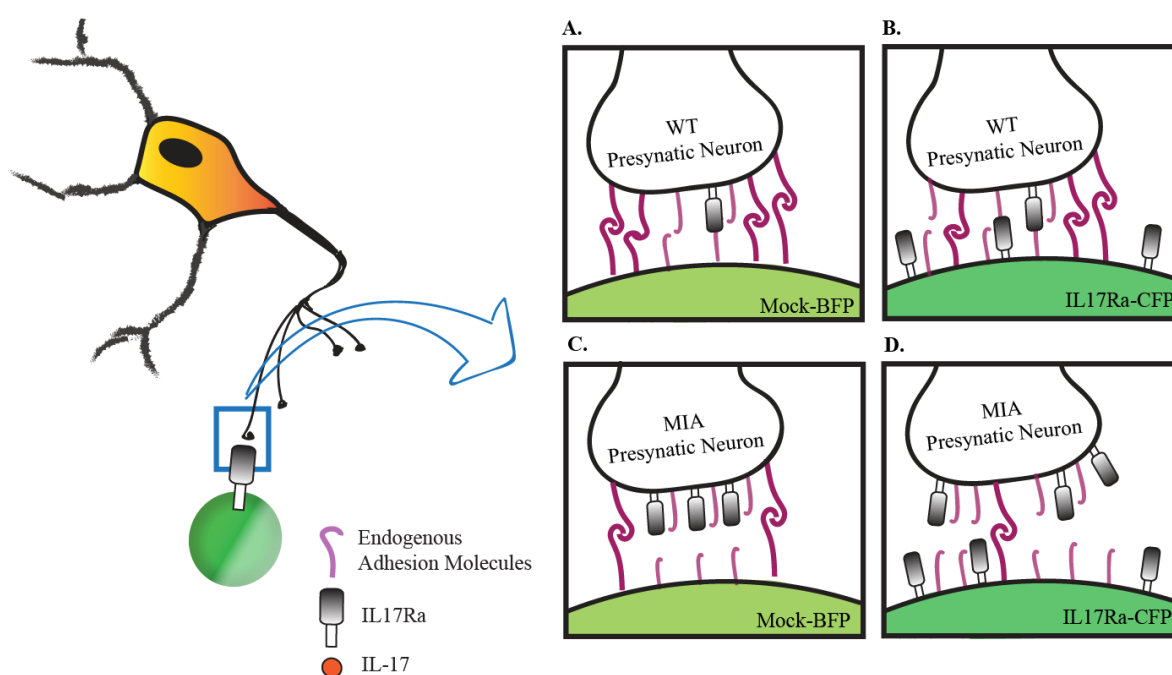 A.
WT
Presynatic Neuron
Mock-BFP
B.
WT
Presynatic Neuron
IL17Ra-CFP
C.
MIA
Presynatic Neuron
Mock-BFP
D.
MIA
Presynatic Neuron
IL17Ra-CFP
Endogenous
Adhesion Molecules
IL17Ra
IL-17